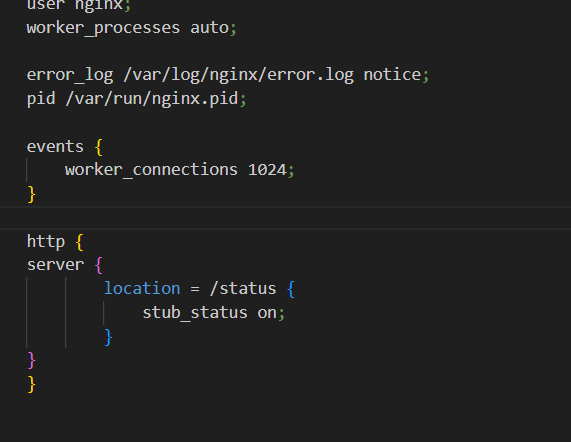 user nginx;
worker_processes auto;
error_log /var/log/nginx/error.log notice;
pid /var/run/nginx.pid;
events {
worker_connections 1024;
}
http {
server {
location = /status {
stub_status on;
}
}
}